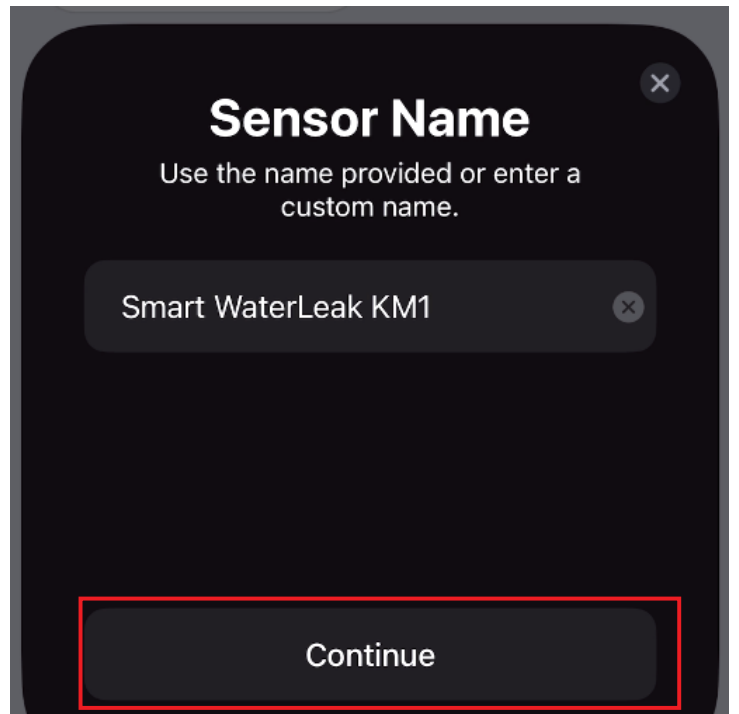 Sensor Name
Use the name provided or enter a
custom name.
Smart WaterLeak KM1
Continue